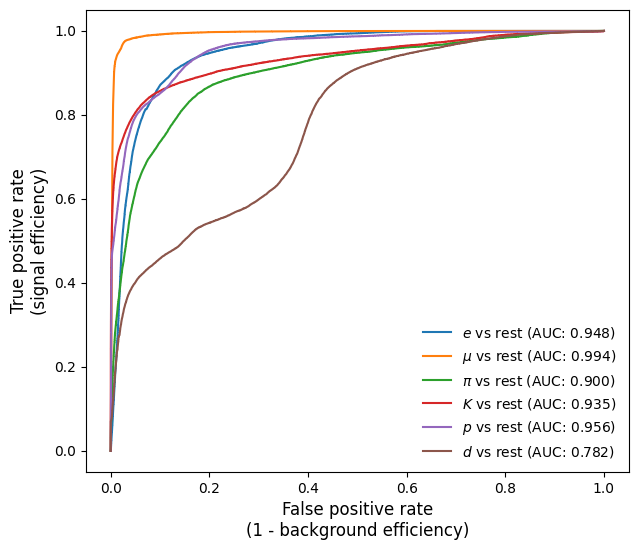 1.0
0.8
0.6
0.4
0.2
0.0
True positive rate
(signal efficiency)
e vs rest (AUC: 0.948)
μ vs rest (AUC: 0.994)
π vs rest (AUC: 0.900)
K vs rest (AUC: 0.935)
p vs rest (AUC: 0.956)
d vs rest (AUC: 0.782)
0.0 0.2 0.4 0.6 0.8 1.0
False positive rate
(1 - background efficiency)